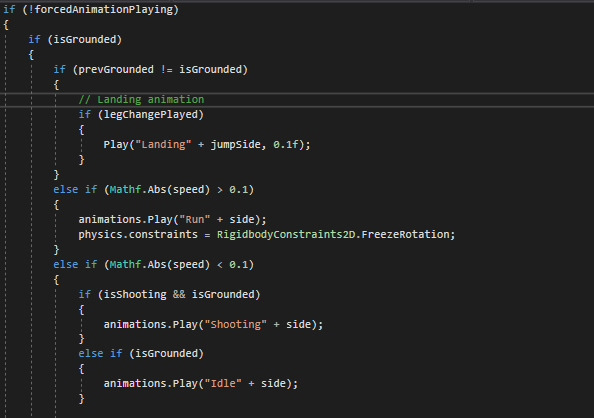 if (!forcedAnimationPlaying)
{
if (isGrounded)
{
if (prevGrounded != isGrounded)
{
// Landing animation
if (legChangePlayed)
{
Play("Landing" + jumpSide, 0.1f);
}
}
else if (Mathf.Abs(speed) > 0.1)
{
animations.Play("Run" + side);
physics.constraints = RigidbodyConstraints2D.FreezeRotation;
}
else if (Mathf.Abs(speed) < 0.1)
{
if (isShooting && isGrounded)
{
animations.Play("Shooting" + side);
}
else if (isGrounded)
{
animations.Play("Idle" + side);
}